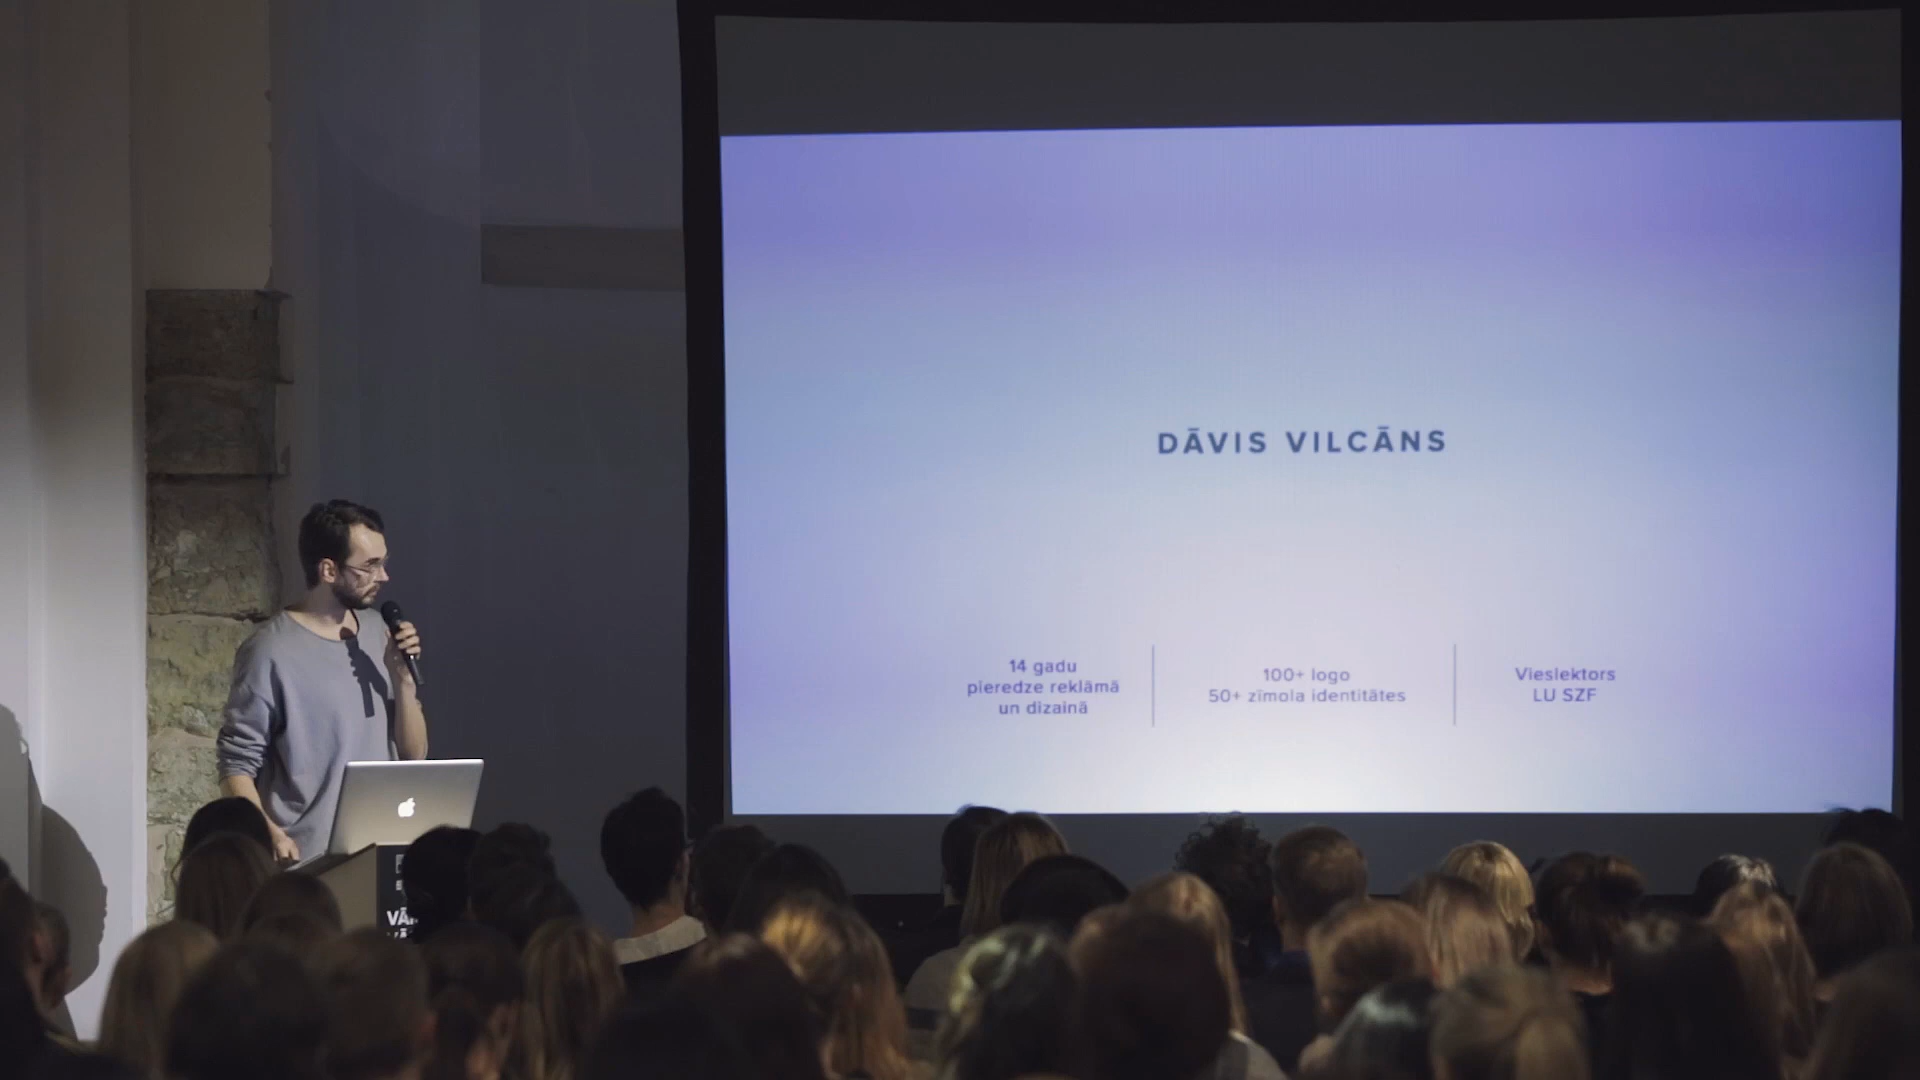 DĀVIS VILCĀNS
14 gadu
pieredze reklāmā
un dizainā
100+ logo
50+ zīmola identitātes
Vieslektors
LU SZF